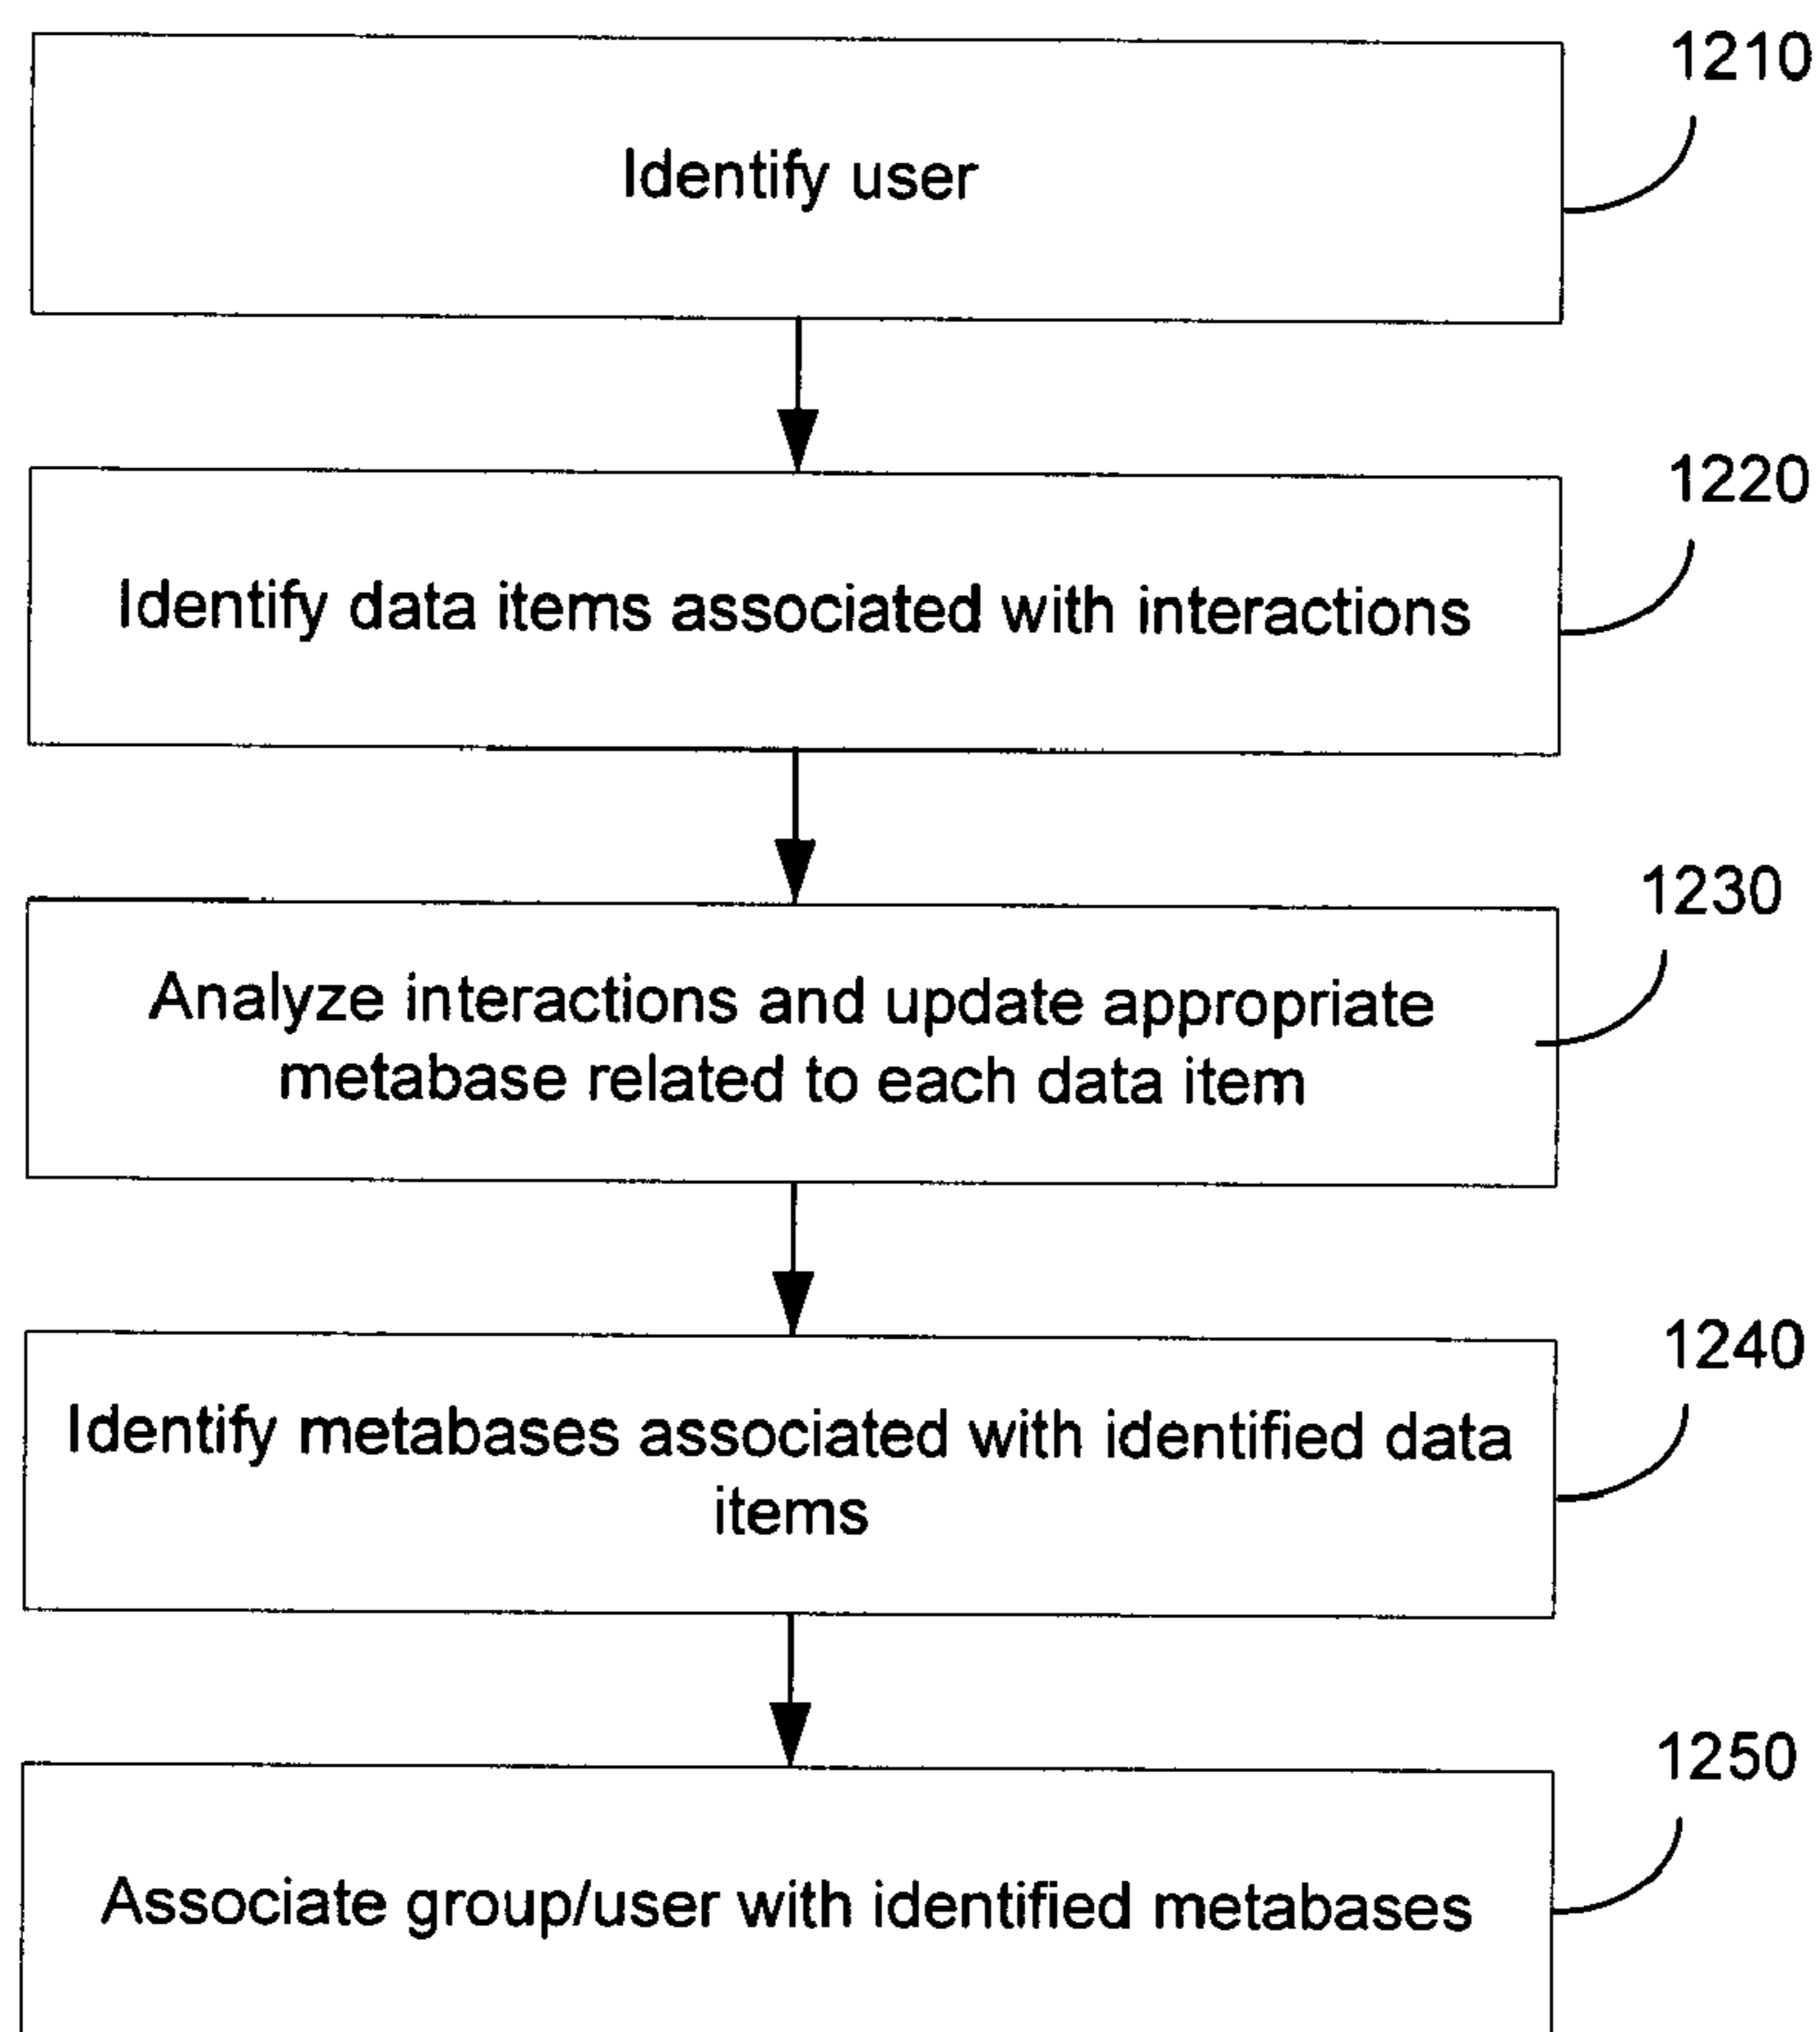 1210
Identify user
1220
Identify data items associated with interactions
1230
Analyze interactions and update appropriate
metabase related to each data item
1240
Identify metabases associated with identified data
items
1250
Associate group/user with identified metabases